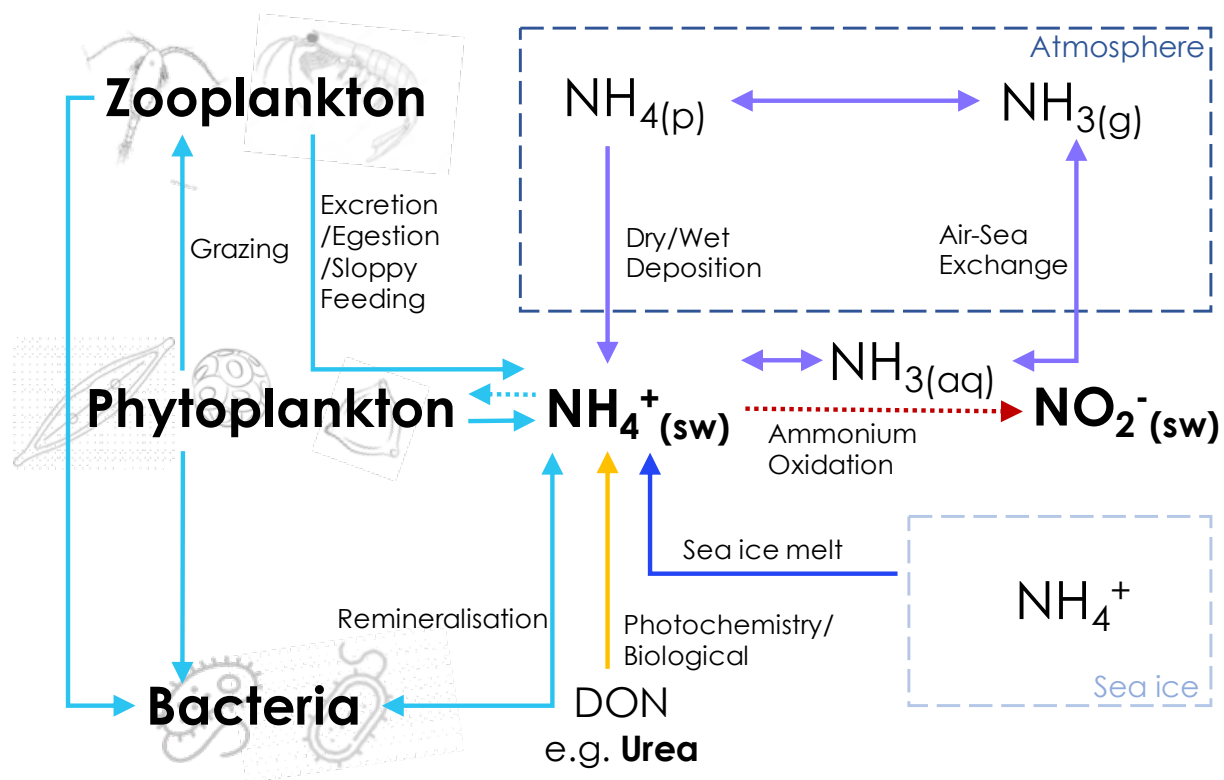 Atmosphere
Zooplankton
NH4(p)
NH3(g)
Excretion
/Egestion
/Sloppy
Feeding
Grazing
Dry/Wet
Deposition
Air-Sea
Exchange
NH3(aq)
Phytoplankton
NH4+(sw)
NO2-(sw)
Ammonium
Oxidation
Sea ice melt
NH4+
Remineralisation
Photochemistry/
Biological
Sea ice
Bacteria
DON
e.g. Urea